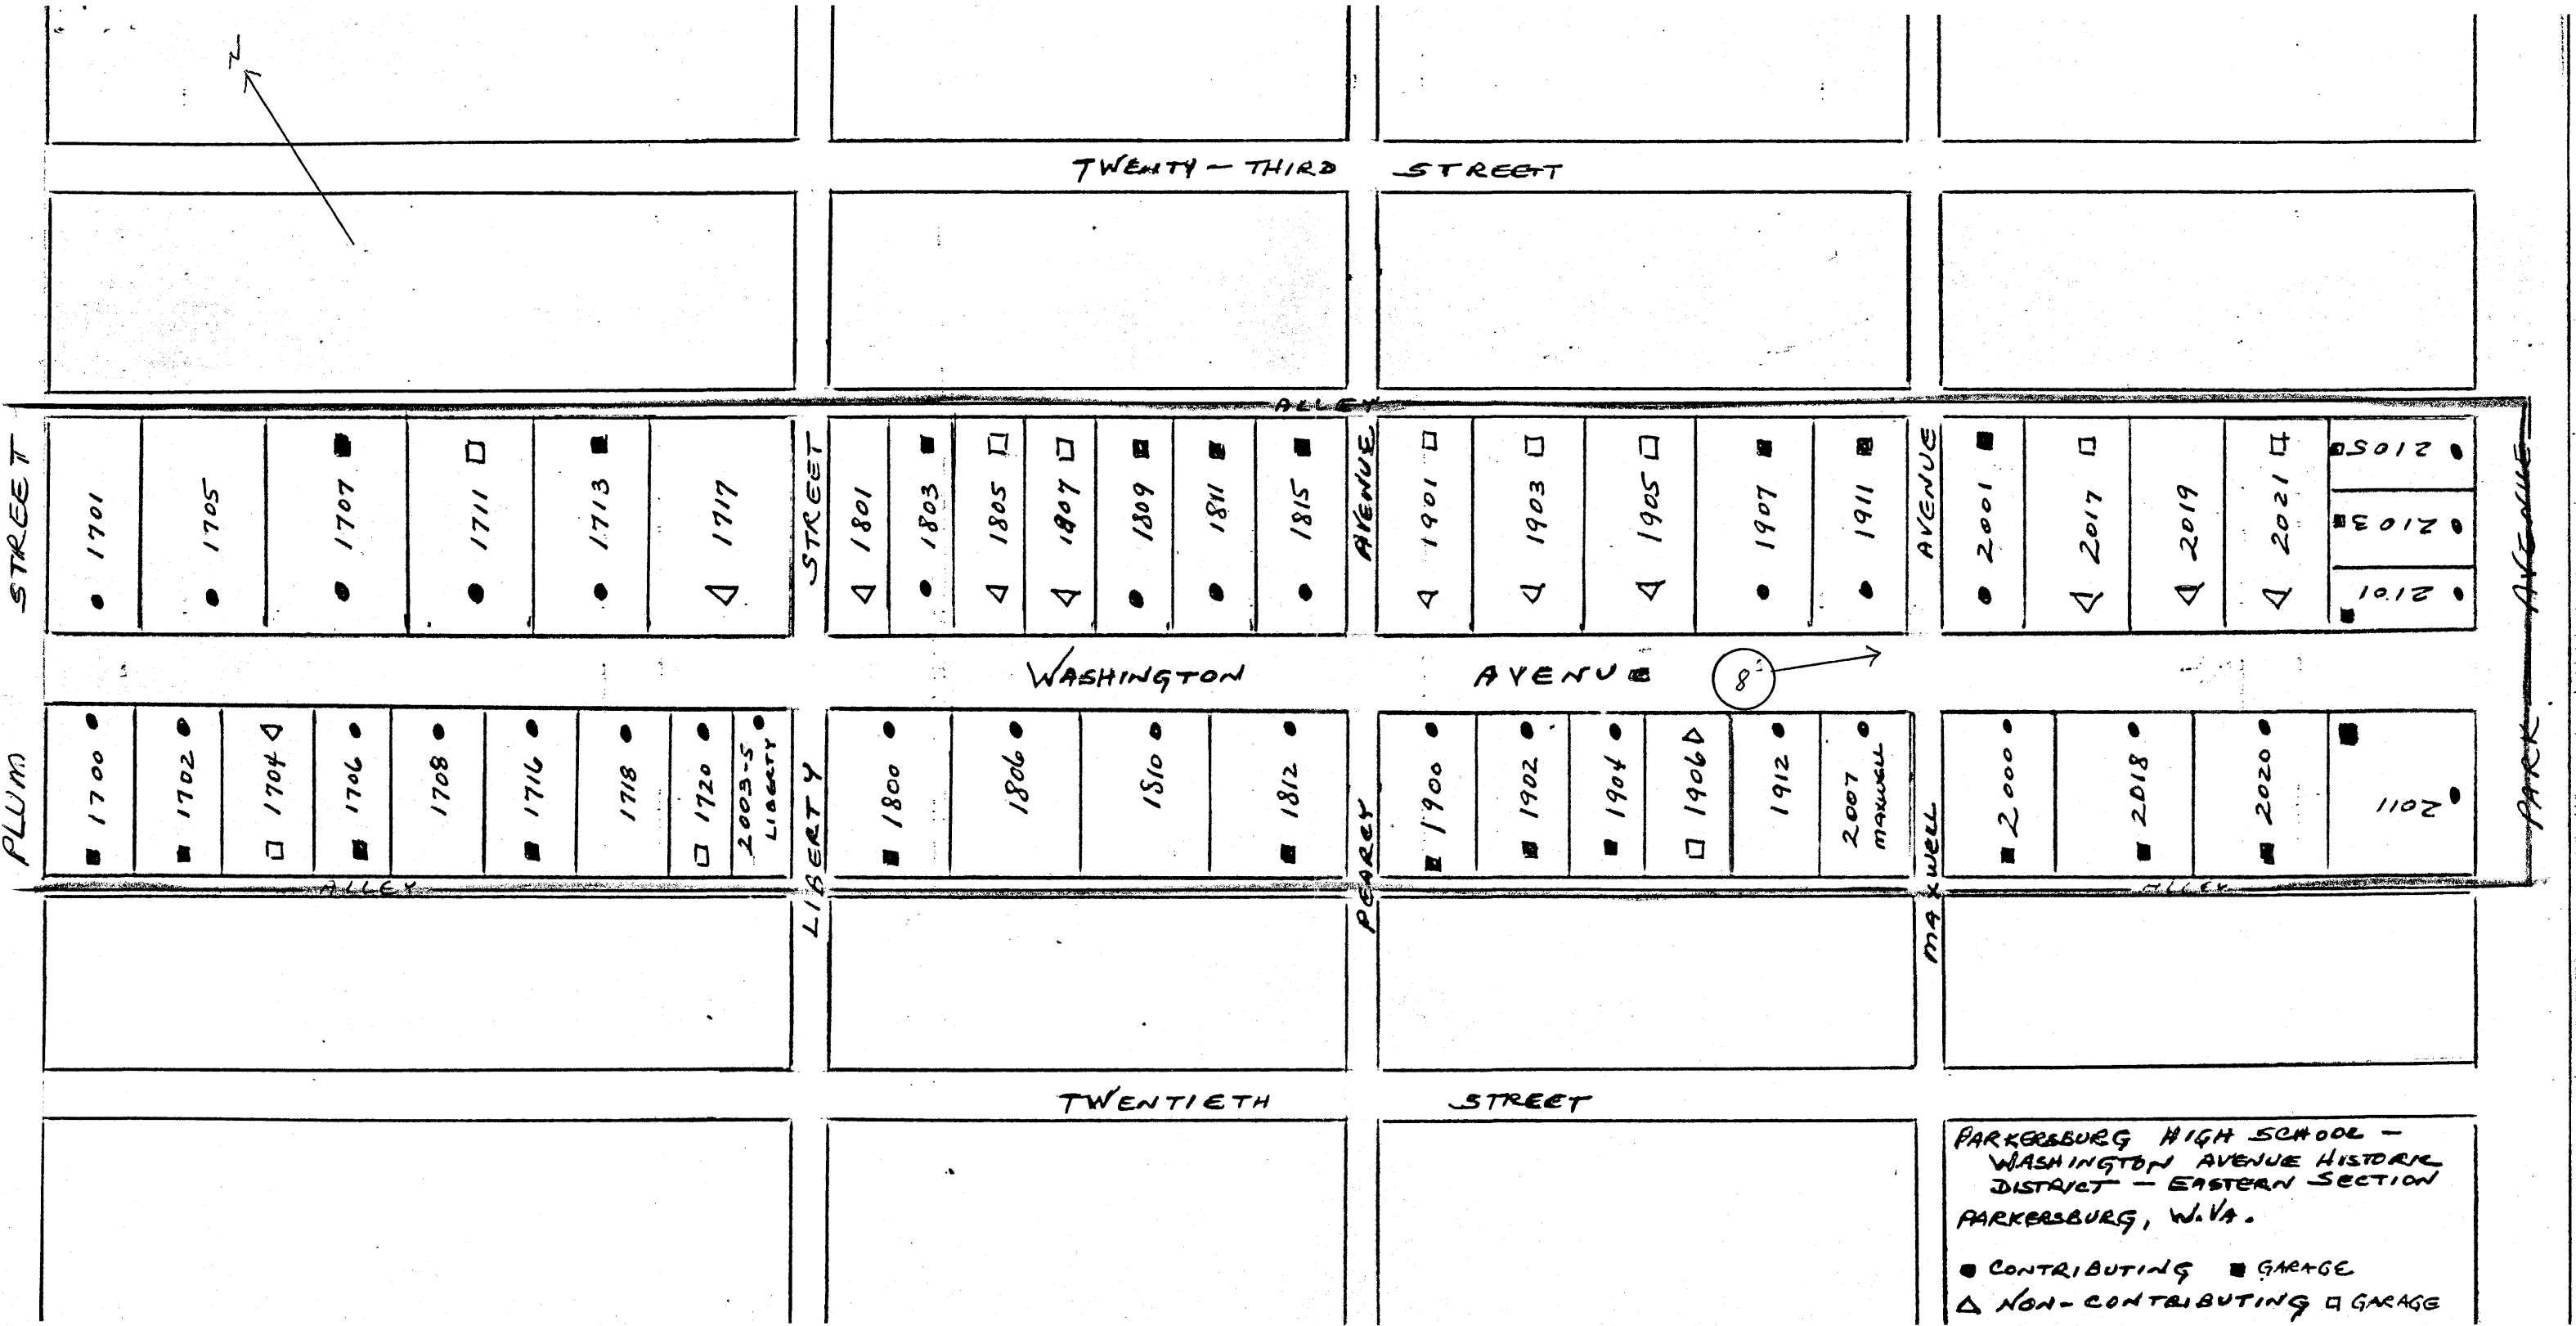 N
TWENTY - THIRD STREET
ALLEY
STREET
1701
1705
1707
1711
1713
1717
STREET
1801
1803
1805
1807
1809
1811
1815
AVENUE
1901
1903
1905
1907
1911
AVENUE
2001
2017
2019
2021
2105
2103
2101
PARK AVENUE
WASHINGTON AVENUE
8
PLUM
1700
1702
1704
1706
1708
1716
1718
1720
2003-5
LIBERTY
LIBERTY
1800
1806
1810
1812
PEARCY
1900
1902
1904
1906
1912
2007
MAXWELL
MAXWELL
2000
2018
2020
2011
PARK
ALLEY
ALLEY
TWENTIETH STREET
PARKERSBURG HIGH SCHOOL -
WASHINGTON AVENUE HISTORIC
DISTRICT - EASTERN SECTION
PARKERSBURG, W.VA.
● CONTRIBUTING ■ GARAGE
△ NON-CONTRIBUTING □ GARAGE